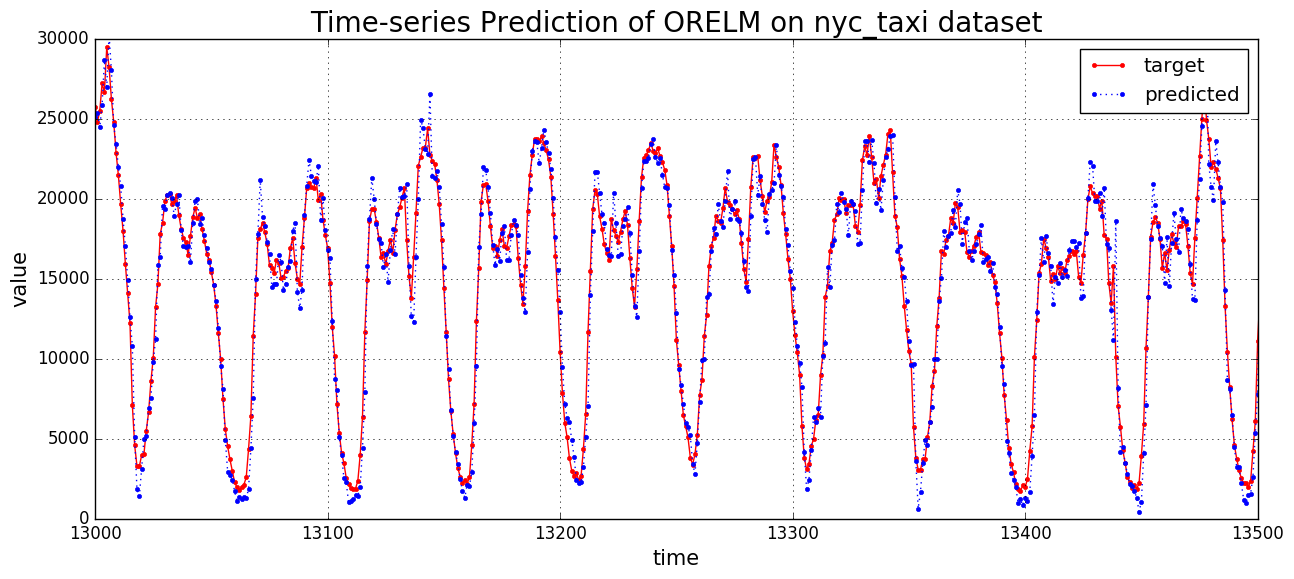 Time-series Prediction of ORELM on nyc_taxi dataset
30000
25000
20000
15000
10000
5000
0
value
target
predicted
13000
13100
13200
13300
13400
13500
time